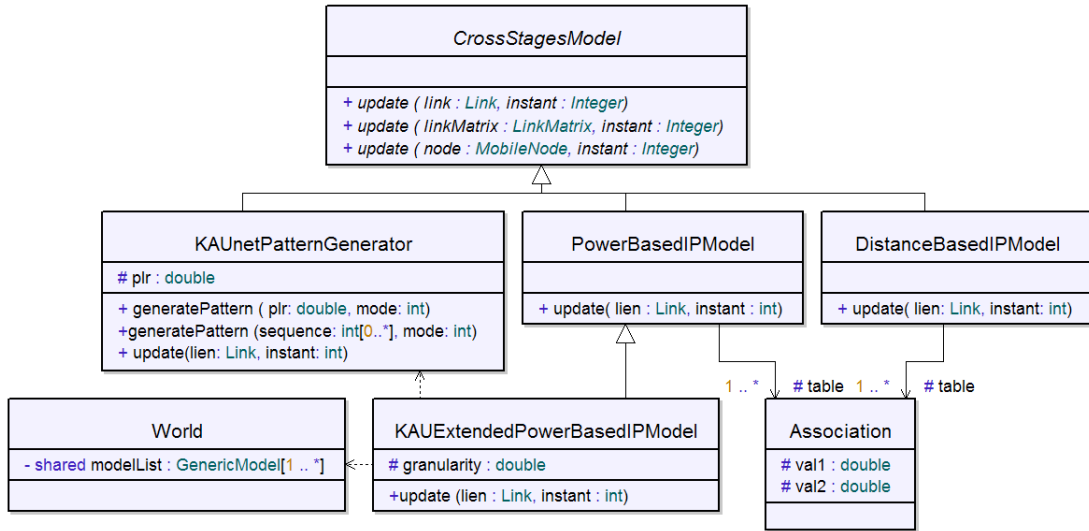 CrossStagesModel
+ update ( link : Link, instant : Integer)
+ update ( linkMatrix : LinkMatrix, instant : Integer)
+ update ( node : MobileNode, instant : Integer)
KAUnetPatternGenerator
# plr : double
+ generatePattern ( plr: double, mode: int)
+generatePattern (sequence: int[0..*], mode: int)
+ update(lien: Link, instant: int)
PowerBasedIPModel
+ update( lien : Link, instant : int)
DistanceBasedIPModel
+ update( lien: Link, instant: int)
1 .. *
# table
1 .. *
# table
World
- shared modelList : GenericModel[1 .. *]
KAUExtendedPowerBasedIPModel
# granularity : double
+update (lien : Link, instant : int)
Association
# val1 : double
# val2 : double